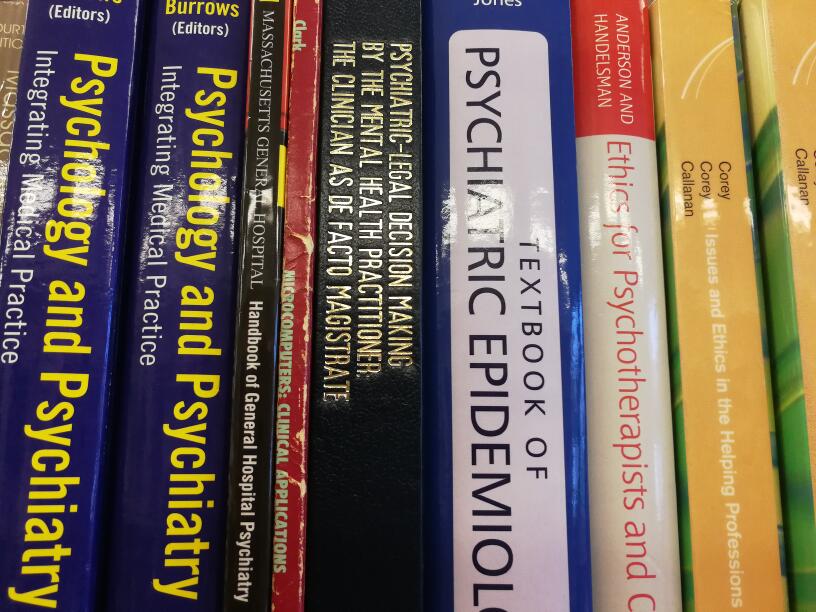 (Editors)
Psychology and Psychiatry
Integrating Medical Practice
Burrows
(Editors)
Psychology and Psychiatry
Integrating Medical Practice
MASSACHUSETTS GENERAL HOSPITAL Handbook of General Hospital Psychiatry
Clark
MICROCOMPUTERS: CLINICAL APPLICATIONS
PSYCHIATRIC-LEGAL DECISION MAKING
BY THE MENTAL HEALTH PRACTITIONER:
THE CLINICIAN AS DE FACTO MAGISTRATE
Jones
TEXTBOOK OF
PSYCHIATRIC EPIDEMIOL
ANDERSON AND
HANDELSMAN
Ethics for Psychotherapists and C
Corey
Corey
Callanan
Issues and Ethics in the Helping Professions
Callanan